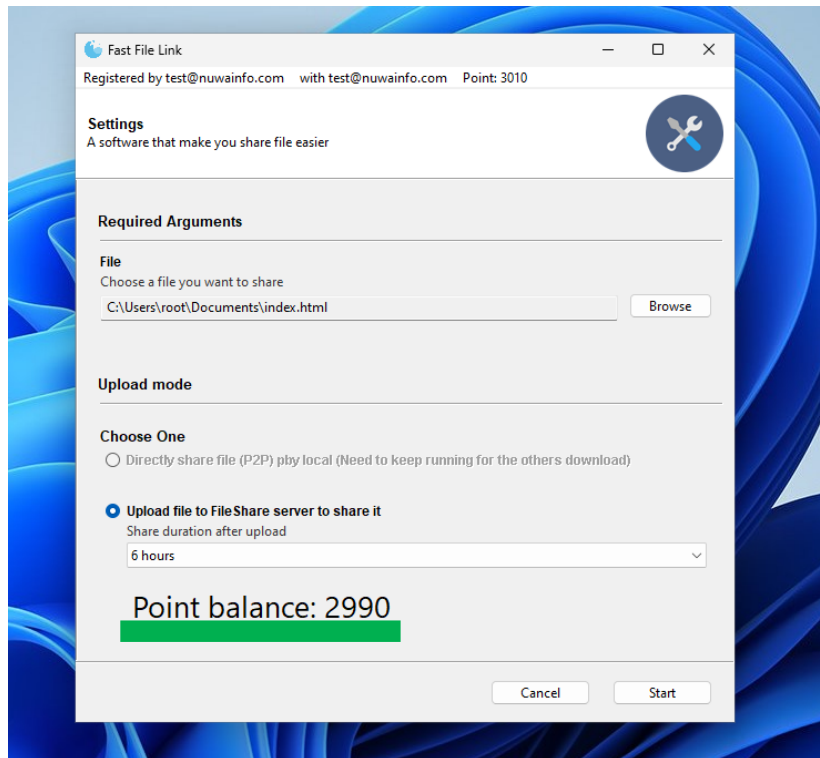 Fast File Link
Registered by test@nuwainfo.com with test@nuwainfo.com Point: 3010
Settings
A software that make you share file easier
Required Arguments
File
Choose a file you want to share
C:\Users\root\Documents\index.html
Browse
Upload mode
Choose One
Directly share file (P2P) pby local (Need to keep running for the others download)
Upload file to FileShare server to share it
Share duration after upload
6 hours
Point balance: 2990
Cancel Start